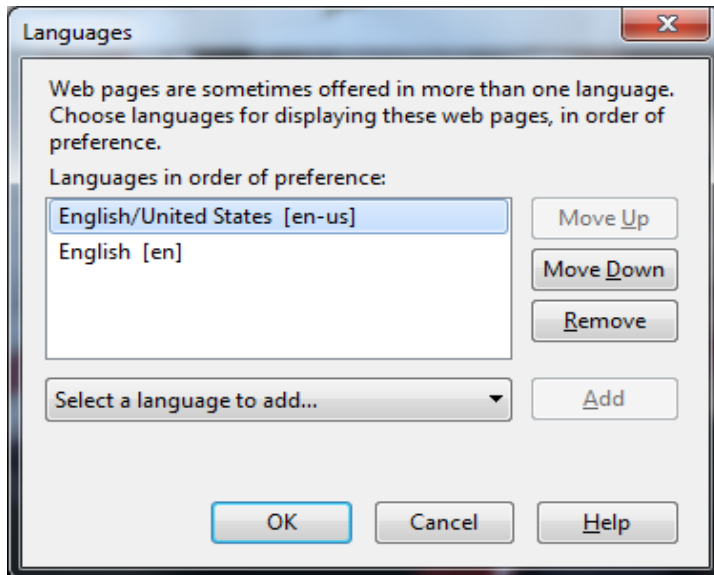 Languages
Web pages are sometimes offered in more than one language.
Choose languages for displaying these web pages, in order of
preference.
Languages in order of preference:
English/United States [en-us]
Move Up
English [en]
Move Down
Remove
Select a language to add...
Add
OK
Cancel
Help